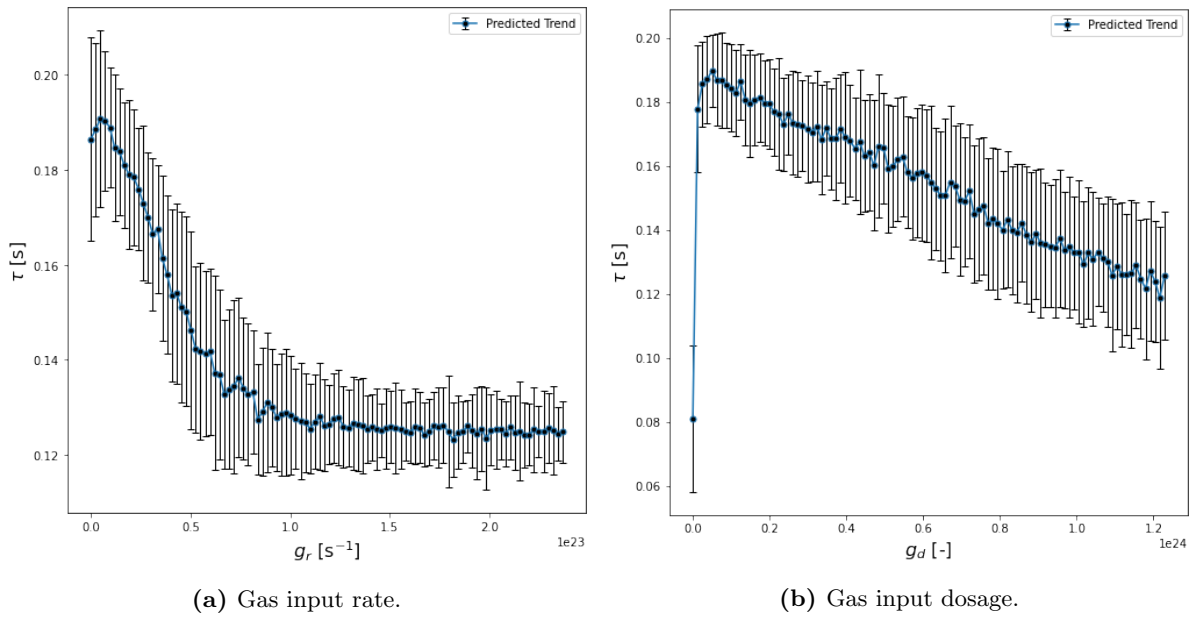 Predicted Trend
0.20
0.18
0.16
0.14
0.12
τ [s]
0.0 0.5 1.0 1.5 2.0
1e23
g_r [s⁻¹]
(a) Gas input rate.
Predicted Trend
0.20
0.18
0.16
0.14
0.12
0.10
0.08
0.06
τ [s]
0.0 0.2 0.4 0.6 0.8 1.0 1.2
1e24
g_d [-]
(b) Gas input dosage.